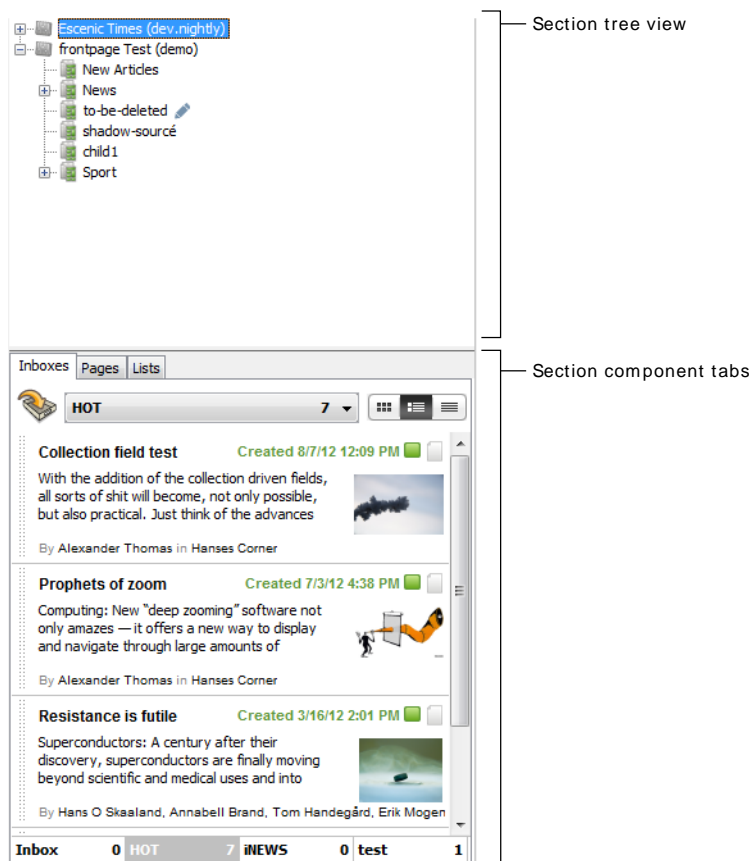 Escenic Times (dev.nightly)
Section tree view
frontpage Test (demo)
New Articles
News
to-be-deleted
shadow-sourcé
child1
Sport
Inboxes Pages Lists
Section component tabs
HOT 7
Collection field test Created 8/7/12 12:09 PM
With the addition of the collection driven fields,
all sorts of shit will become, not only possible,
but also practical. Just think of the advances
By Alexander Thomas in Hanses Corner
Prophets of zoom Created 7/3/12 4:38 PM
Computing: New “deep zooming” software not
only amazes — it offers a new way to display
and navigate through large amounts of
By Alexander Thomas in Hanses Corner
Resistance is futile Created 3/16/12 2:01 PM
Superconductors: A century after their
discovery, superconductors are finally moving
beyond scientific and medical uses and into
By Hans O Skaaland, Annabell Brand, Tom Handegård, Erik Mogen
Inbox 0 HOT 7 iNEWS 0 test 1